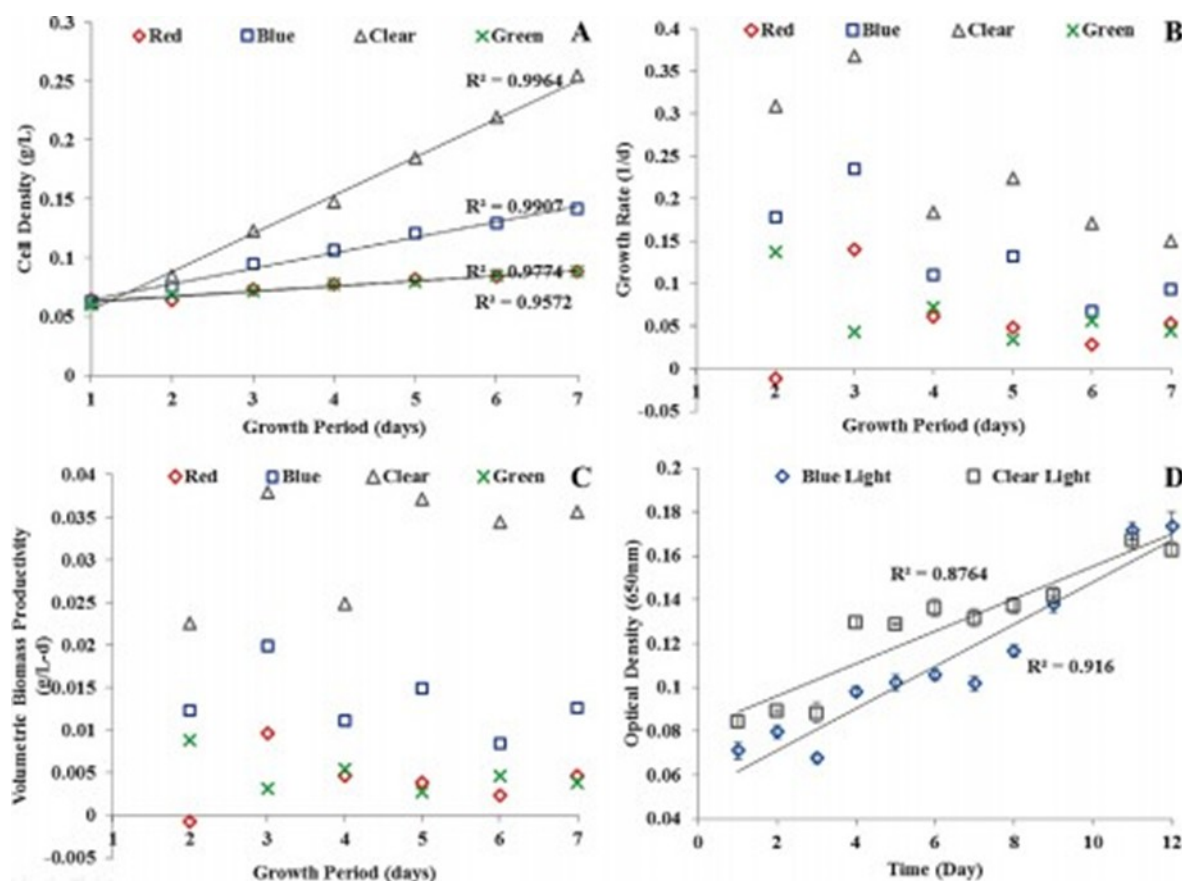 Red Blue Clear Green A
0.3
0.25
0.2
0.15
0.1
0.05
0
Cell Density (g/L)
R² = 0.9964
R² = 0.9907
R² = 0.9774
R² = 0.9572
1 2 3 4 5 6 7
Growth Period (days)
Red Blue Clear Green B
0.4
0.35
0.3
0.25
0.2
0.15
0.1
0.05
0
-0.05
Growth Rate (1/d)
1 2 3 4 5 6 7
Growth Period (days)
Red Blue Clear Green C
0.04
0.035
0.03
0.025
0.02
0.015
0.01
0.005
0
-0.005
Volumetric Biomass Productivity
(g/L-d)
1 2 3 4 5 6 7
Growth Period (days)
Blue Light Clear Light D
0.2
0.18
0.16
0.14
0.12
0.1
0.08
0.06
0.04
Optical Density (650nm)
R² = 0.8764
R² = 0.916
0 2 4 6 8 10 12
Time (Day)